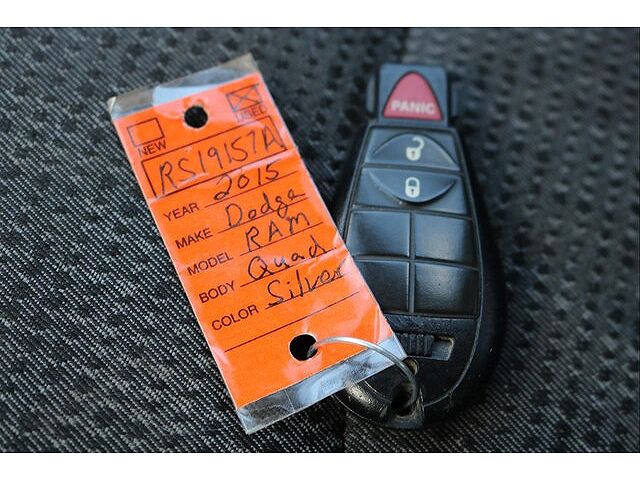 NEW USED
RS19157A
YEAR 2015
MAKE Dodge
MODEL RAM
BODY Quad
COLOR Silver
PANIC